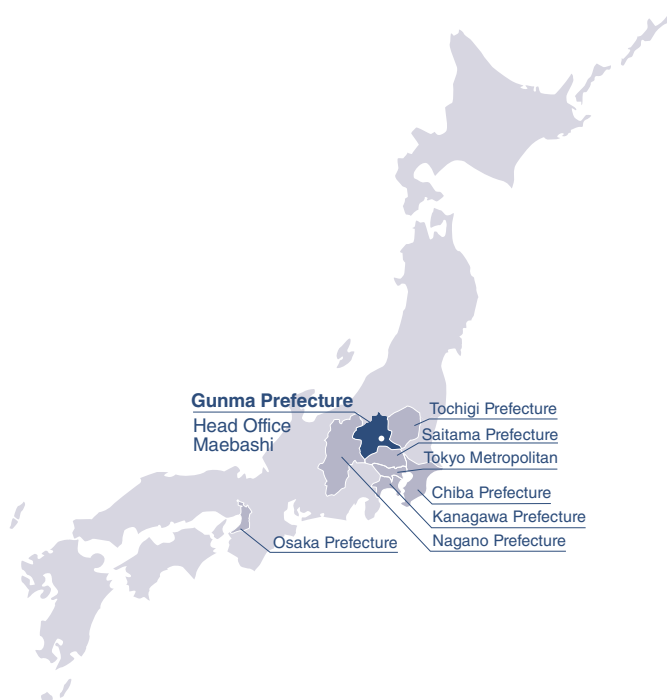 Gunma Prefecture
Head Office
Maebashi
Tochigi Prefecture
Saitama Prefecture
Tokyo Metropolitan
Chiba Prefecture
Kanagawa Prefecture
Nagano Prefecture
Osaka Prefecture